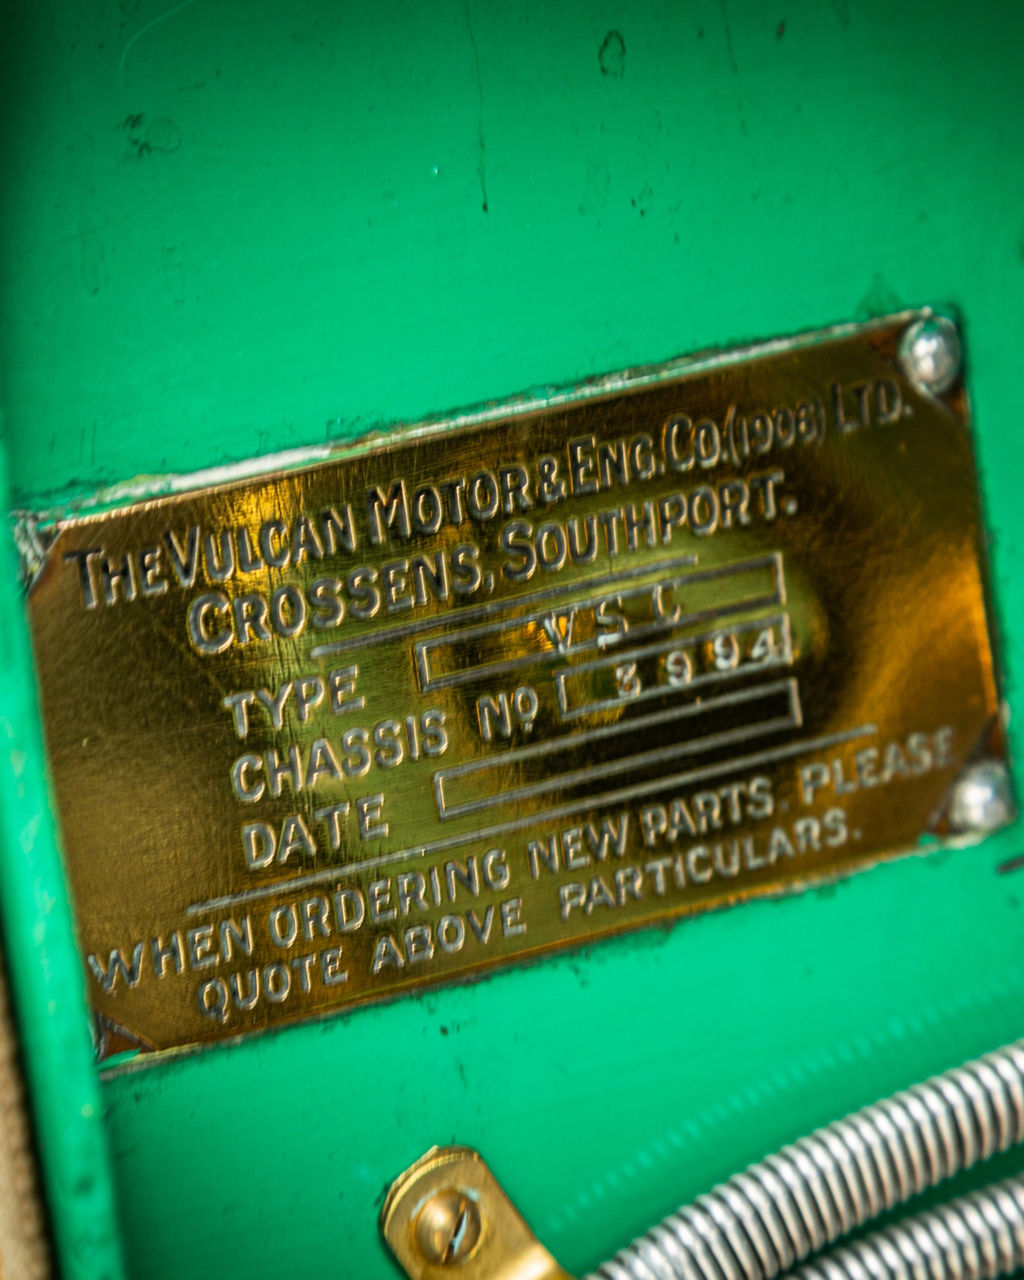 THE VULCAN MOTOR & ENG. CO. (1906) LTD.
CROSSENS, SOUTHPORT.
TYPE VSC
CHASSIS No 3994
DATE
WHEN ORDERING NEW PARTS. PLEASE
QUOTE ABOVE PARTICULARS.